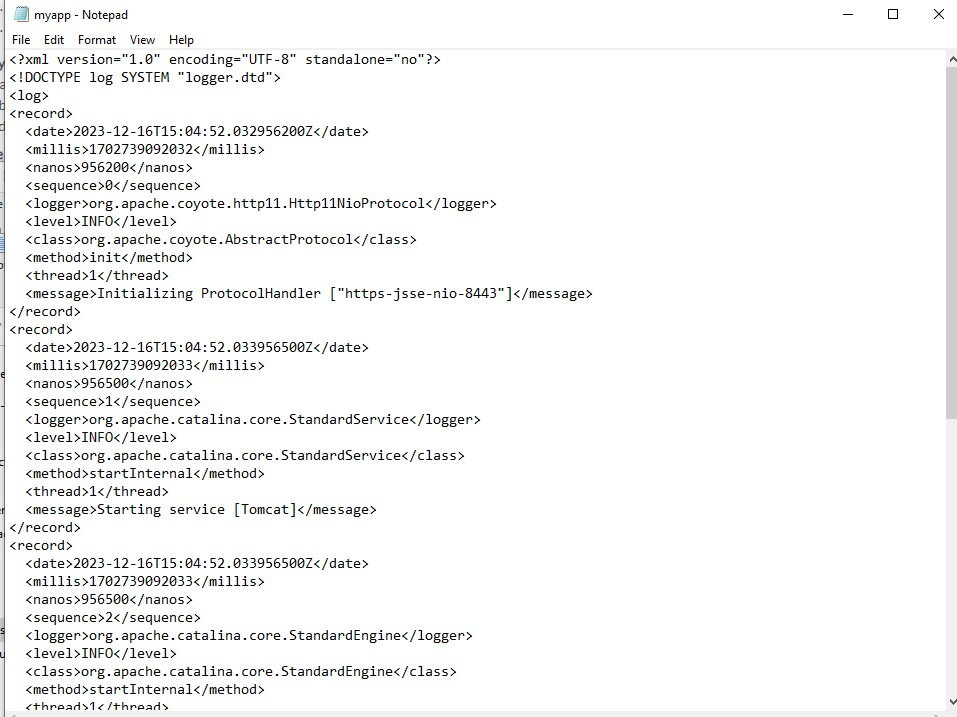 myapp - Notepad
File Edit Format View Help
<?xml version="1.0" encoding="UTF-8" standalone="no"?>
<!DOCTYPE log SYSTEM "logger.dtd">
<log>
<record>
  <date>2023-12-16T15:04:52.032956200Z</date>
  <millis>1702739092032</millis>
  <nanos>956200</nanos>
  <sequence>0</sequence>
  <logger>org.apache.coyote.http11.Http11NioProtocol</logger>
  <level>INFO</level>
  <class>org.apache.coyote.AbstractProtocol</class>
  <method>init</method>
  <thread>1</thread>
  <message>Initializing ProtocolHandler ["https-jsse-nio-8443"]</message>
</record>
<record>
  <date>2023-12-16T15:04:52.033956500Z</date>
  <millis>1702739092033</millis>
  <nanos>956500</nanos>
  <sequence>1</sequence>
  <logger>org.apache.catalina.core.StandardService</logger>
  <level>INFO</level>
  <class>org.apache.catalina.core.StandardService</class>
  <method>startInternal</method>
  <thread>1</thread>
  <message>Starting service [Tomcat]</message>
</record>
<record>
  <date>2023-12-16T15:04:52.033956500Z</date>
  <millis>1702739092033</millis>
  <nanos>956500</nanos>
  <sequence>2</sequence>
  <logger>org.apache.catalina.core.StandardEngine</logger>
  <level>INFO</level>
  <class>org.apache.catalina.core.StandardEngine</class>
  <method>startInternal</method>
  <thread>1</thread>